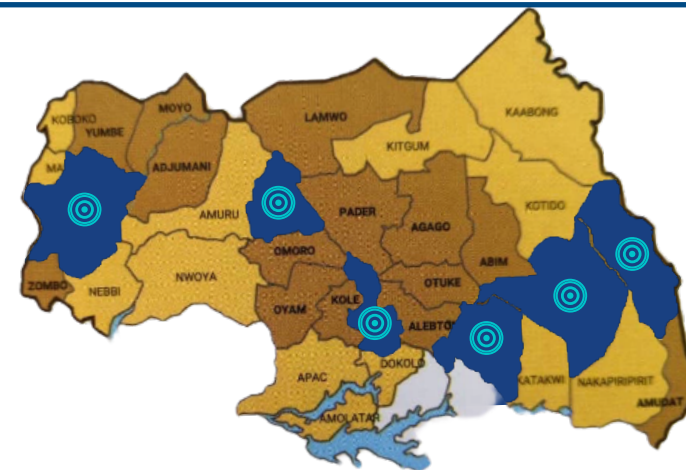 KAABONG
MOYO
LAMWO
KOBOKO
YUMBE
KITGUM
MA
ADJUMANI
KOTIDO
AMURU
PADER
AGAGO
OMORO
ABIM
NWOYA
OTUKE
ZOMBO
NEBBI
KOLE
OYAM
ALEBTO
DOKOLO
APAC
KATAKWI
NAKAPIRIPIRIT
AMUDAT
AMOLATAR